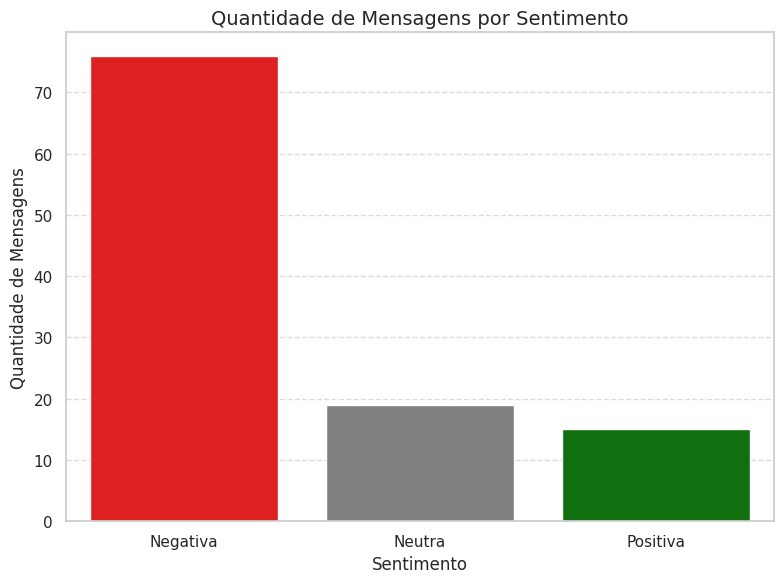 Quantidade de Mensagens por Sentimento
Quantidade de Mensagens
70
60
50
40
30
20
10
0
Negativa
Neutra
Positiva
Sentimento